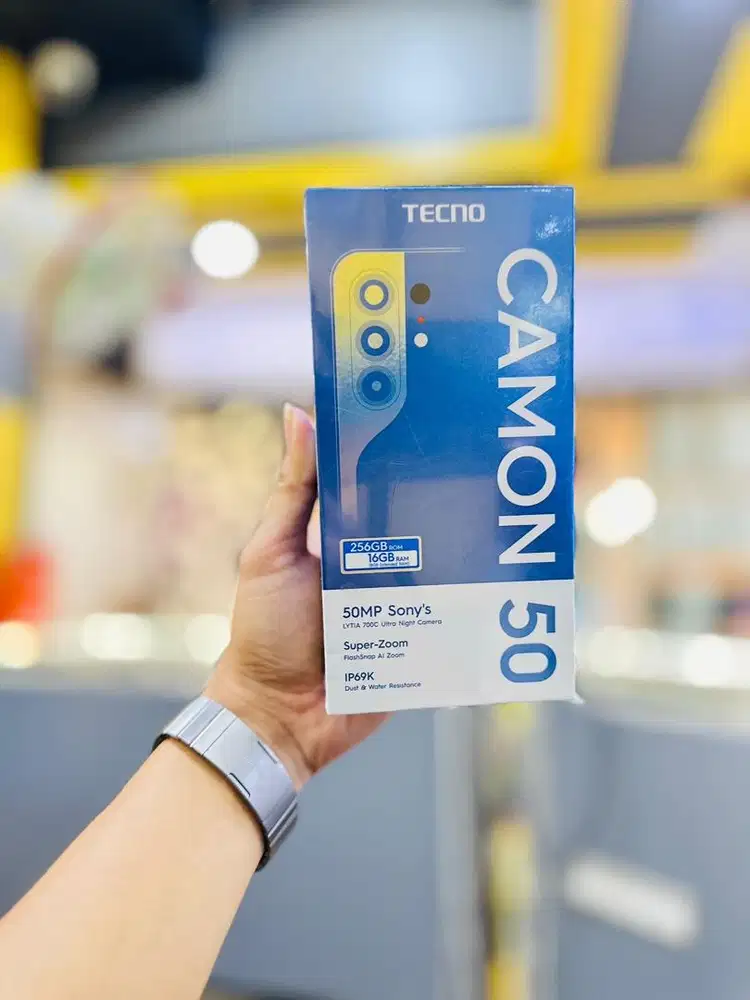 TECNO
CAMON 50
256GB ROM
16GB RAM
50MP Sony's
LYTIA 700C Ultra Night Camera
Super-Zoom
FlashSnap AI Zoom
IP69K
Dust & Water Resistance